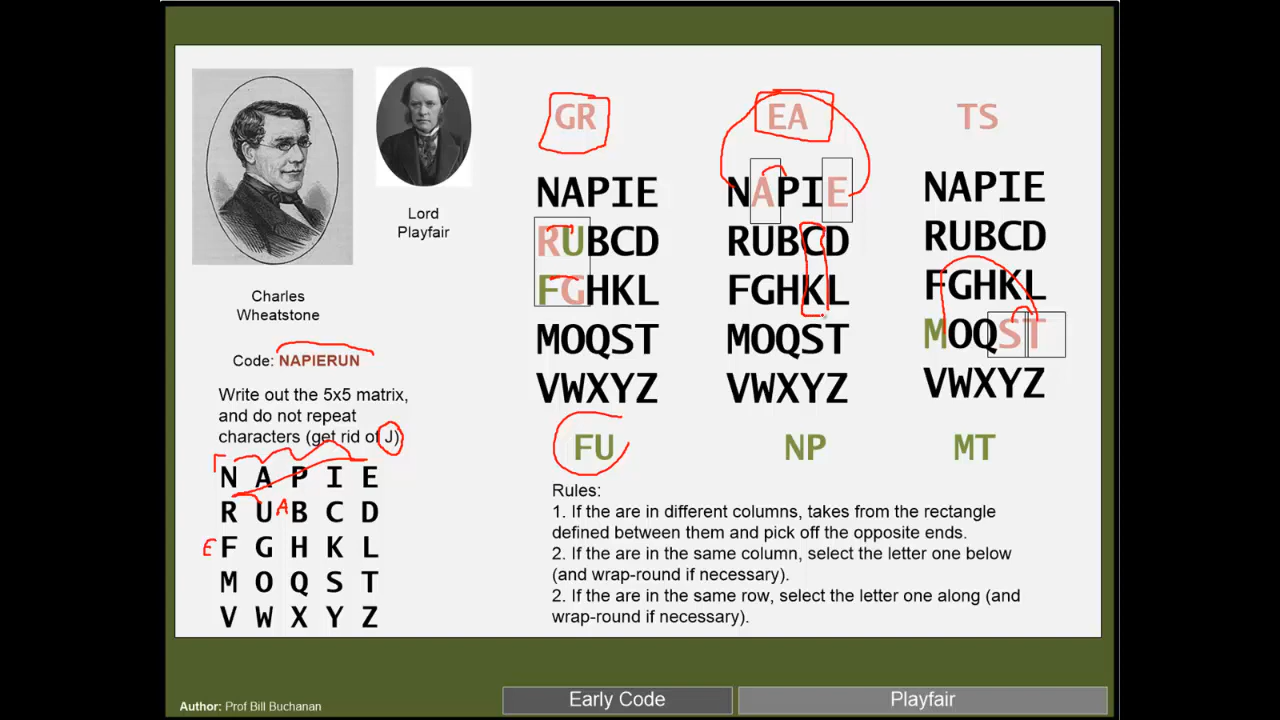 Charles
Wheatstone
Lord
Playfair
Code: NAPIERUN
Write out the 5x5 matrix,
and do not repeat
characters (get rid of J)
N A P I E
R U A B C D
E F G H K L
M O Q S T
V W X Y Z
GR
NAPIE
RUBCD
FGHKL
MOQST
VWXYZ
FU
EA
NAPIE
RUBCD
FGHKL
MOQST
VWXYZ
NP
TS
NAPIE
RUBCD
FGHKL
MOQST
VWXYZ
MT
Rules:
1. If the are in different columns, takes from the rectangle
defined between them and pick off the opposite ends.
2. If the are in the same column, select the letter one below
(and wrap-round if necessary).
2. If the are in the same row, select the letter one along (and
wrap-round if necessary).
Author: Prof Bill Buchanan
Early Code
Playfair